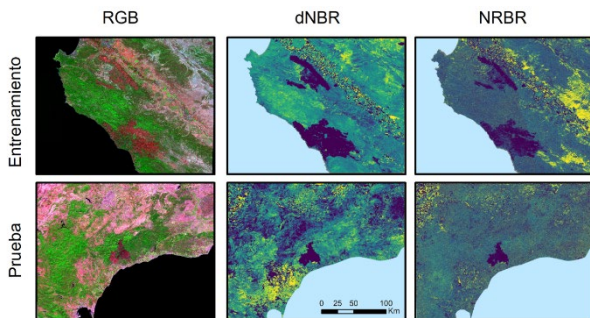 RGB
dNBR
NRBR
Entrenamiento
Prueba
0 25 50 100
Km